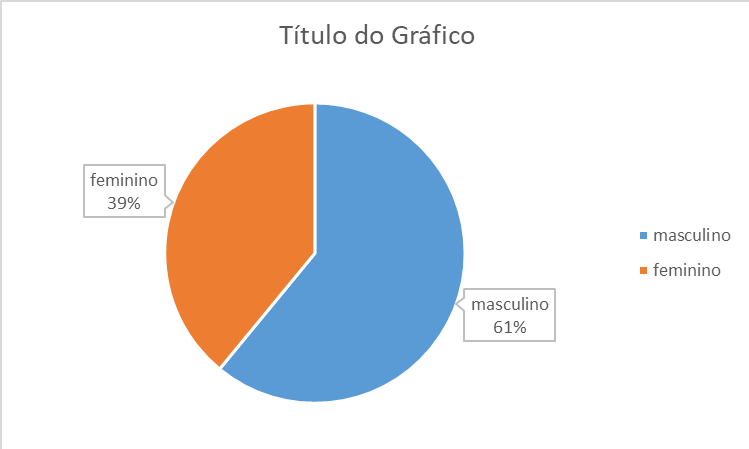 Título do Gráfico
feminino
39%
masculino
feminino
masculino
61%